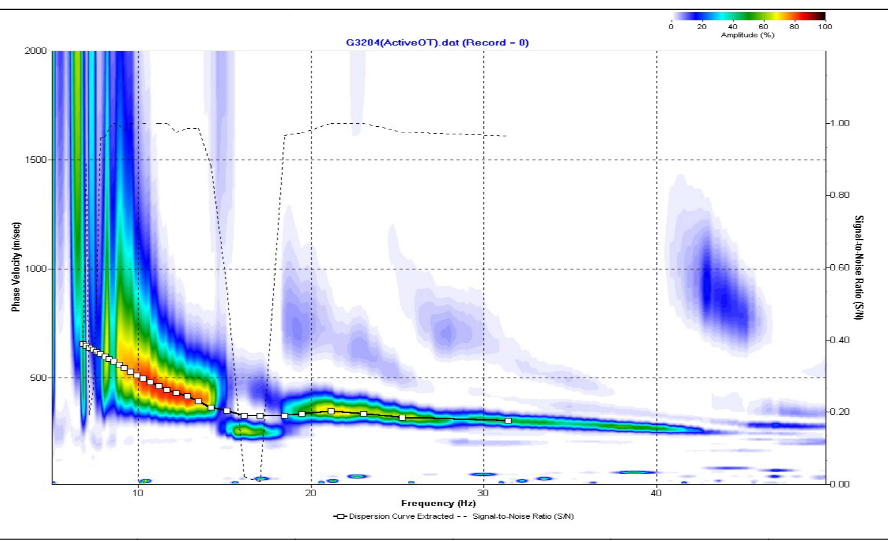 0 20 40 60 80 100
Amplitude (%)
G3204(ActiveOT).dat (Record = 0)
2000
1500
1000
500
Phase Velocity (m/sec)
1.00
0.80
0.60
0.40
0.20
0.00
Signal-to-Noise Ratio (S/N)
10 20 30 40
Frequency (Hz)
Dispersion Curve Extracted Signal-to-Noise Ratio (S/N)